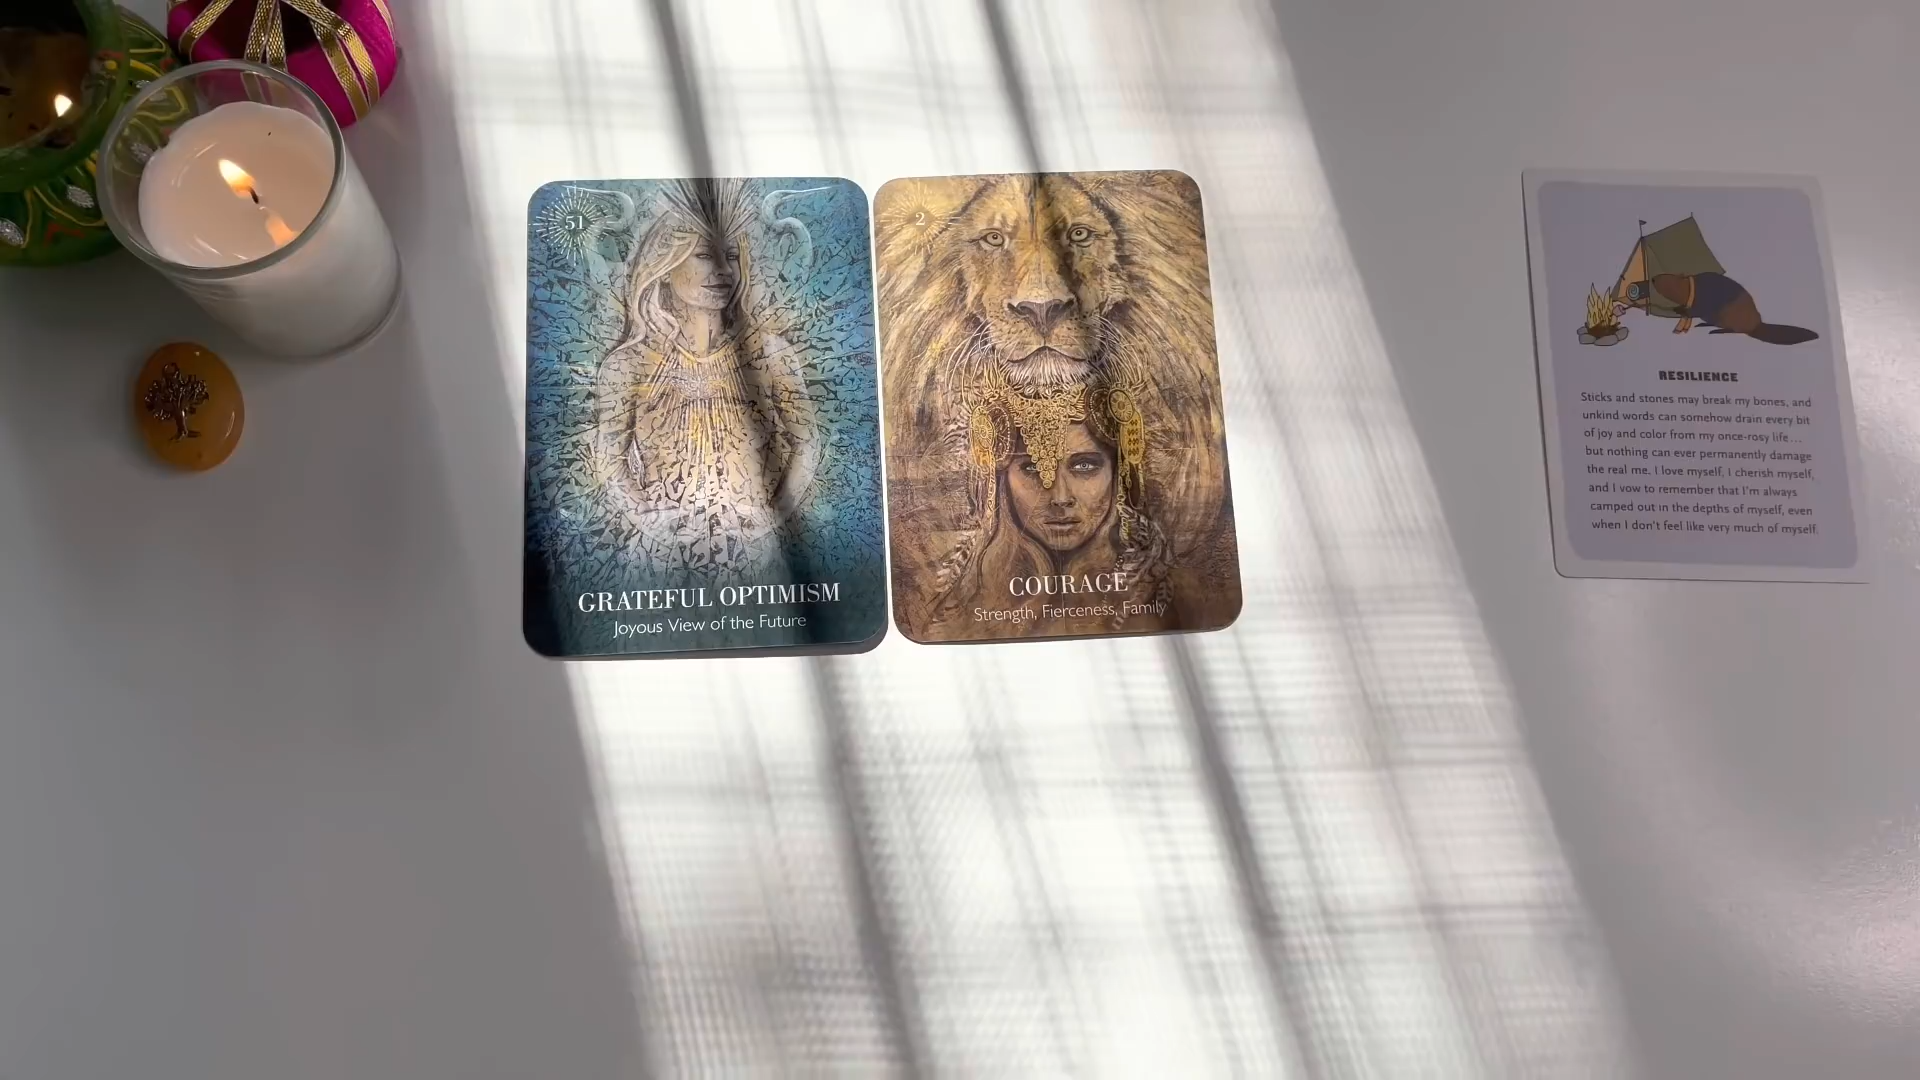 51
GRATEFUL OPTIMISM
Joyous View of the Future
2
COURAGE
Strength, Fierceness, Family
RESILIENCE
Sticks and stones may break my bones, and
unkind words can somehow drain every bit
of joy and color from my once-rosy life...
but nothing can ever permanently damage
the real me. I love myself, I cherish myself,
and I vow to remember that I'm always
camped out in the depths of myself, even
when I don't feel like very much of myself.